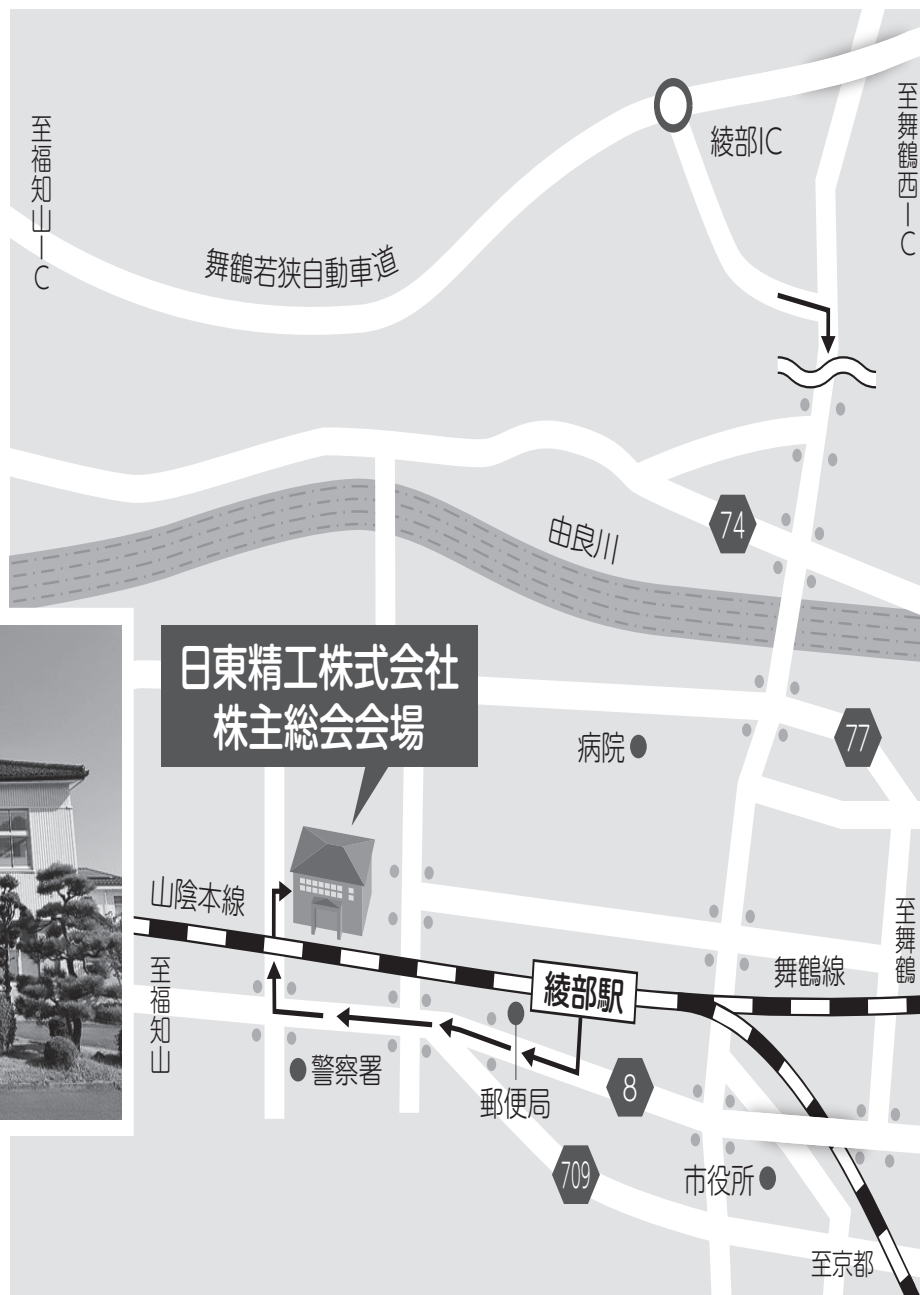 至舞鶴西IC
綾部IC
至福知山IC
舞鶴若狭自動車道
由良川
74
日東精工株式会社
株主総会会場
77
病院
山陰本線
至舞鶴
舞鶴線
綾部駅
至福知山
警察署
郵便局
8
709
市役所
至京都